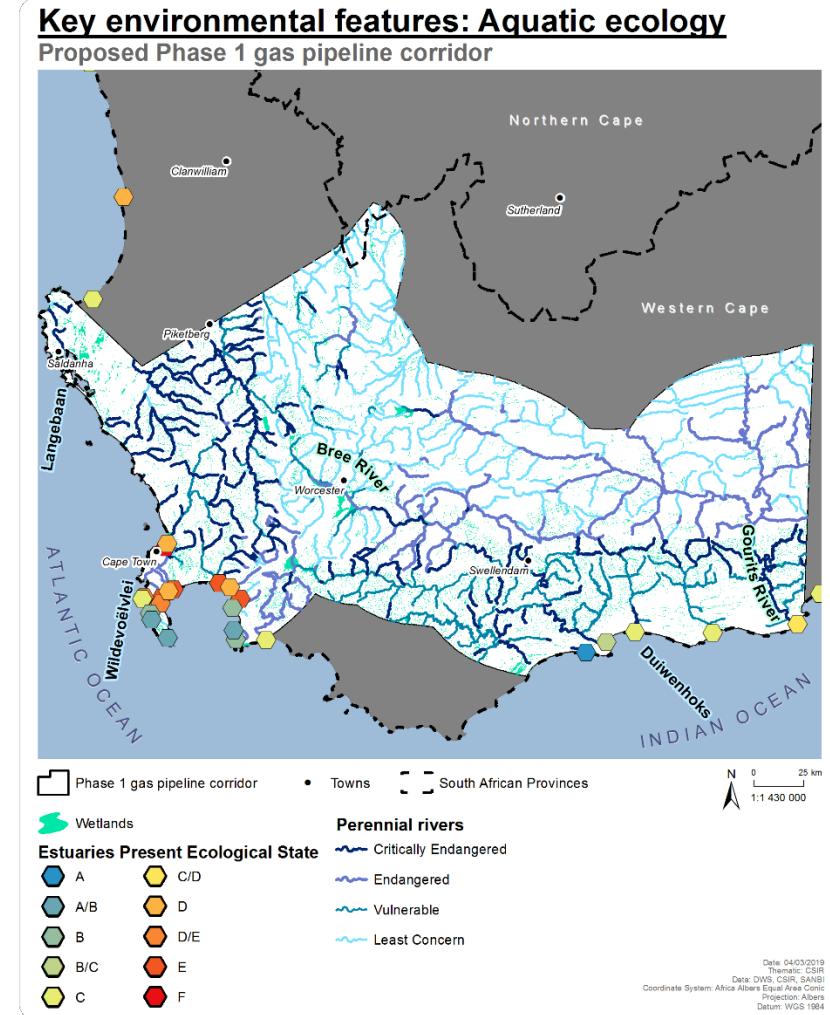 Key environmental features: Aquatic ecology
Proposed Phase 1 gas pipeline corridor
Northern Cape
Clanwilliam
Sutherland
Western Cape
Piketberg
Saldanha
Langebaan
Bree River
Worcester
Cape Town
Swellendam
Gourits River
Wildevoëlvlei
Duiwenhoks
ATLANTIC OCEAN
INDIAN OCEAN
Phase 1 gas pipeline corridor
Towns
South African Provinces
N
0 25 km
1:1 430 000
Wetlands
Perennial rivers
Critically Endangered
Endangered
Vulnerable
Least Concern
Estuaries Present Ecological State
A
A/B
B
B/C
C
C/D
D
D/E
E
F
Date: 04/03/2019
Thematic: CSIR
Data: DWS, CSIR, SANBI
Coordinate System: Africa Albers Equal Area Conic
Projection: Albers
Datum: WGS 1984